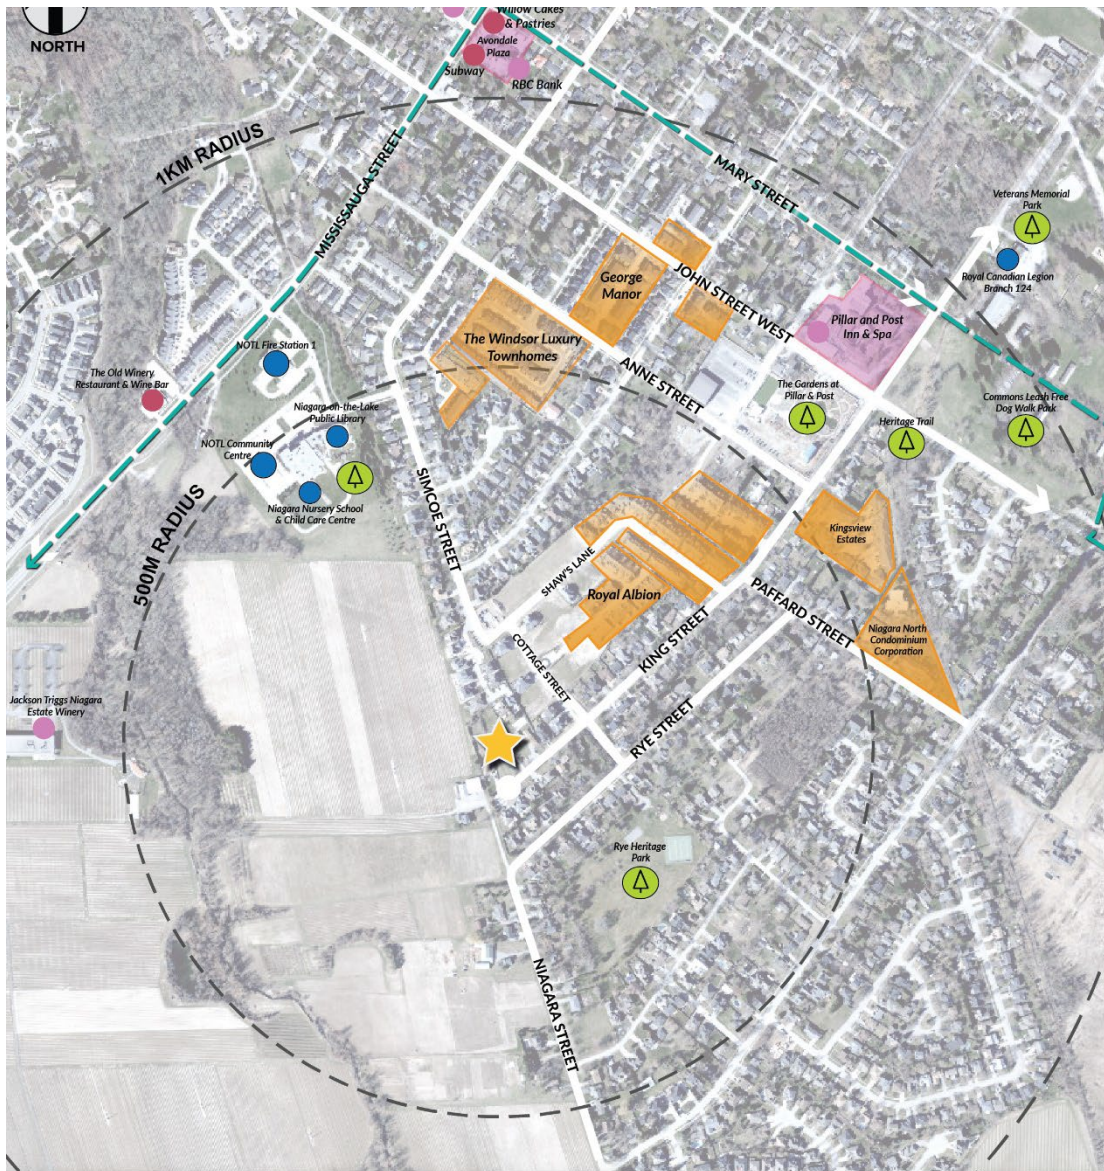 NORTH
Willow Cakes
& Pastries
Avondale
Plaza
Subway
RBC Bank
1KM RADIUS
MISSISSAUGA STREET
MARY STREET
Veterans Memorial
Park
Royal Canadian Legion
Branch 124
George
Manor
JOHN STREET WEST
Pillar and Post
Inn & Spa
The Windsor Luxury
Townhomes
NOTL Fire Station 1
ANNE STREET
The Old Winery
Restaurant & Wine Bar
The Gardens at
Pillar & Post
Heritage Trail
Commons Leash Free
Dog Walk Park
Niagara-on-the-Lake
Public Library
NOTL Community
Centre
Niagara Nursery School
& Child Care Centre
500M RADIUS
SIMCOE STREET
Kingsview
Estates
SHAW'S LANE
Royal Albion
PAFFARD STREET
Niagara North
Condominium
Corporation
COTTAGE STREET
KING STREET
RYE STREET
Jackson Triggs Niagara
Estate Winery
Rye Heritage
Park
NIAGARA STREET